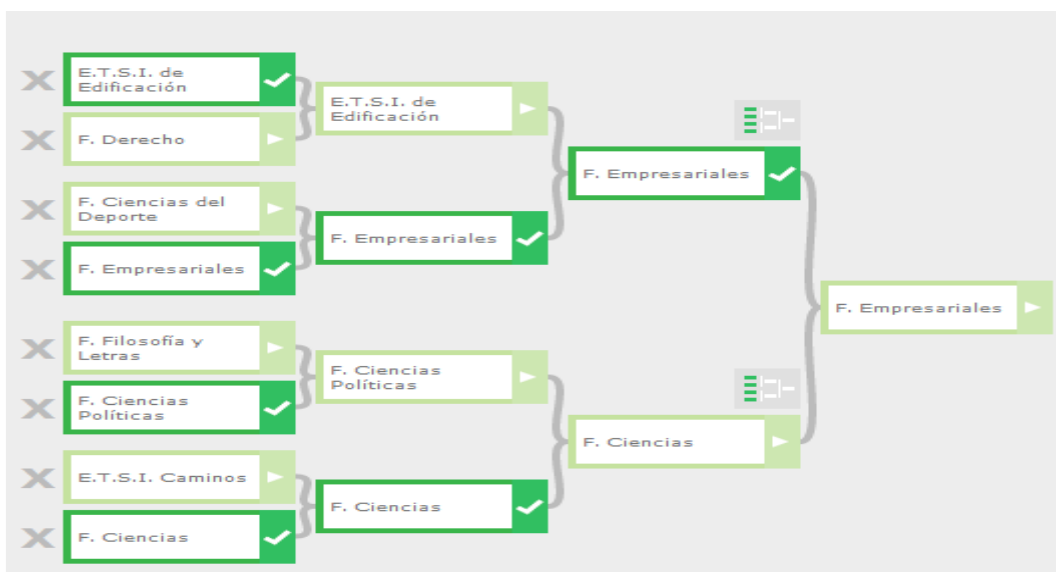 E.T.S.I. de
Edificación
F. Derecho
F. Ciencias del
Deporte
F. Empresariales
F. Filosofía y
Letras
F. Ciencias
Políticas
E.T.S.I. Caminos
F. Ciencias
E.T.S.I. de
Edificación
F. Empresariales
F. Ciencias
Políticas
F. Ciencias
F. Empresariales
F. Ciencias
F. Empresariales